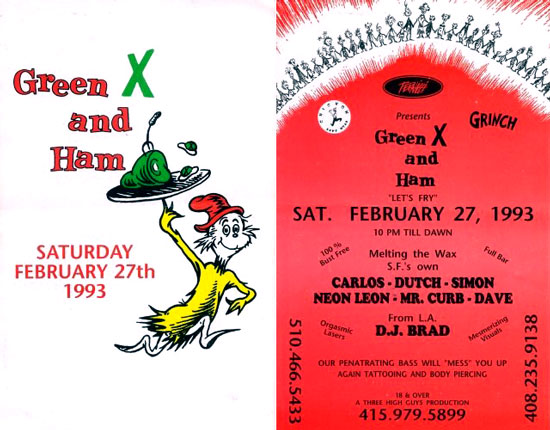 Green X
and
Ham
SATURDAY
FEBRUARY 27th
1993
Presents
GRINCH
Green X
and
Ham
"LET'S FRY"
SAT. FEBRUARY 27, 1993
10 PM TILL DAWN
100%
Bust Free
Melting the Wax
Full Bar
S.F.'s own
CARLOS - DUTCH - SIMON
NEON LEON - MR. CURB - DAVE
From L.A.
Orgasmic
Lasers
D.J. BRAD
Mesmerizing
Visuals
OUR PENATRATING BASS WILL "MESS" YOU UP
AGAIN TATTOOING AND BODY PIERCING
18 & OVER
A THREE HIGH GUYS PRODUCTION
415.979.5899
510.466.5433
408.235.9138